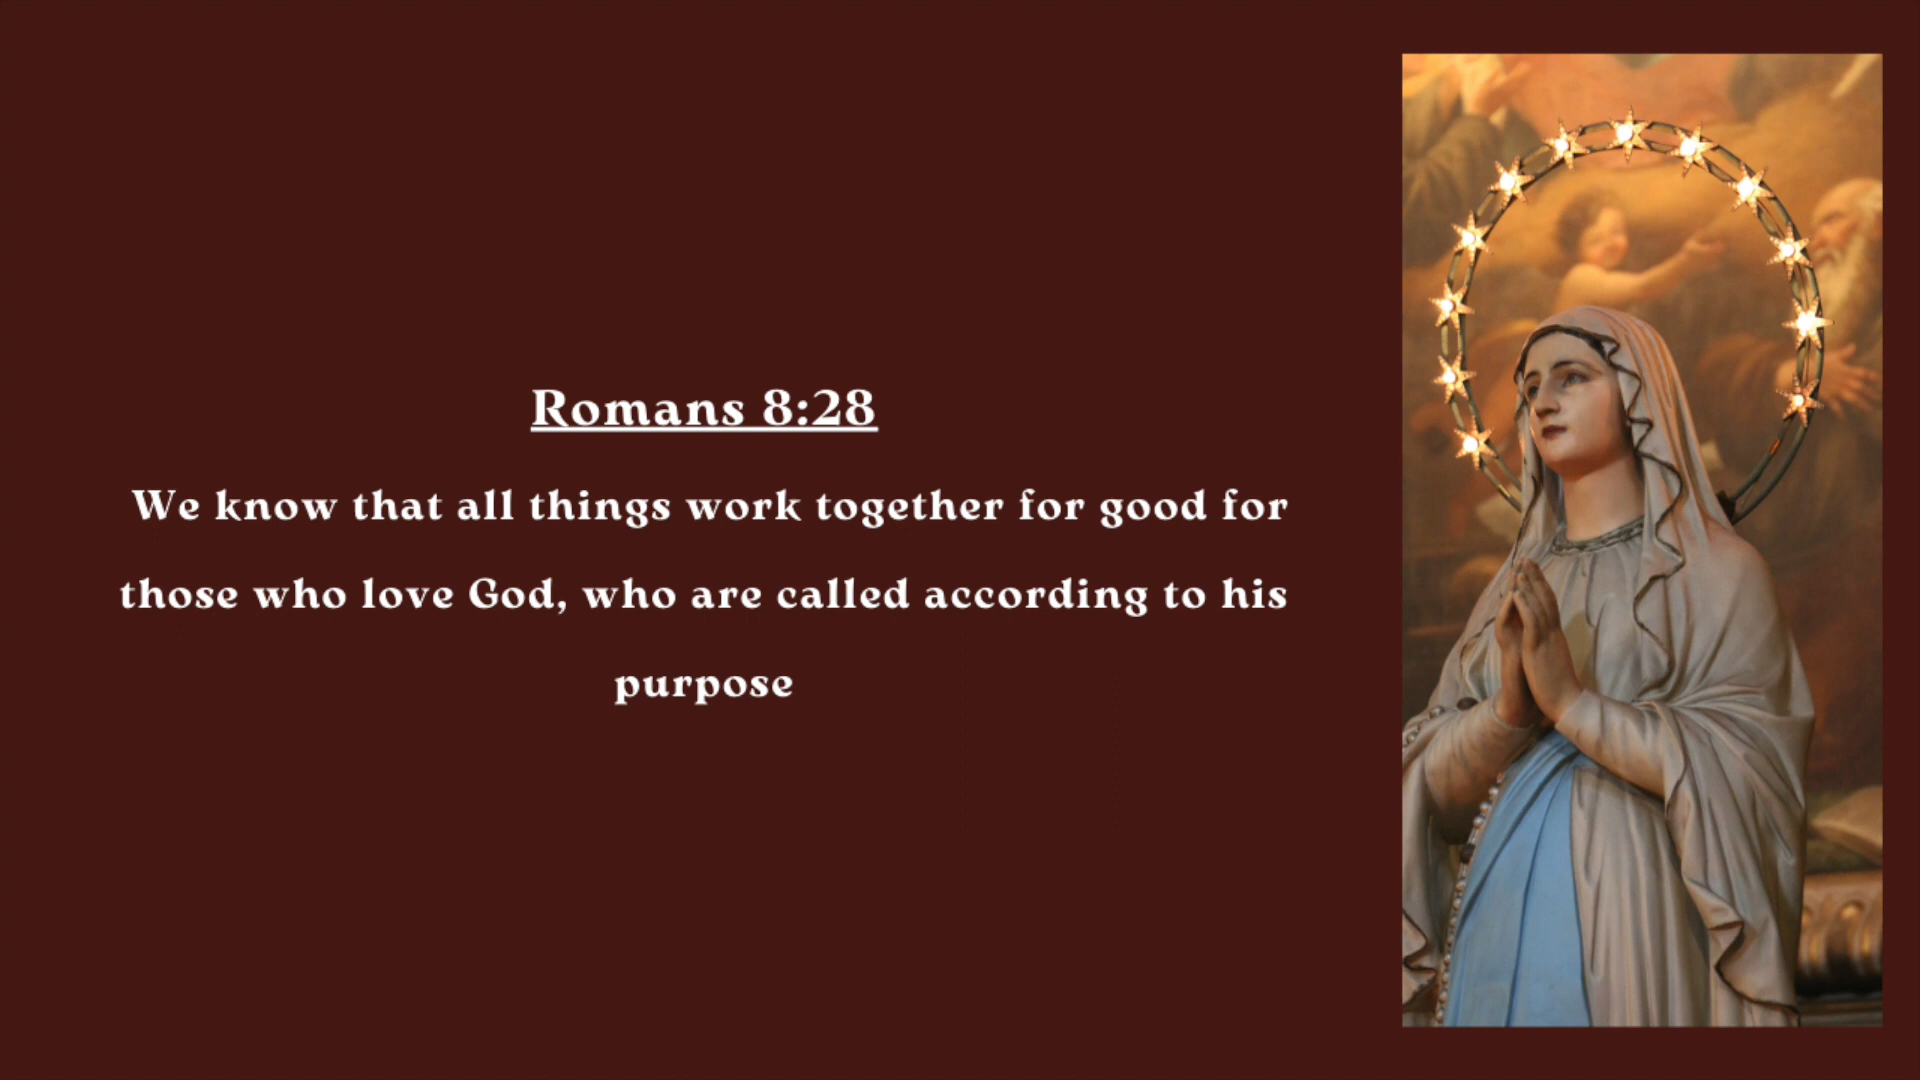 Romans 8:28
We know that all things work together for good for
those who love God, who are called according to his
purpose